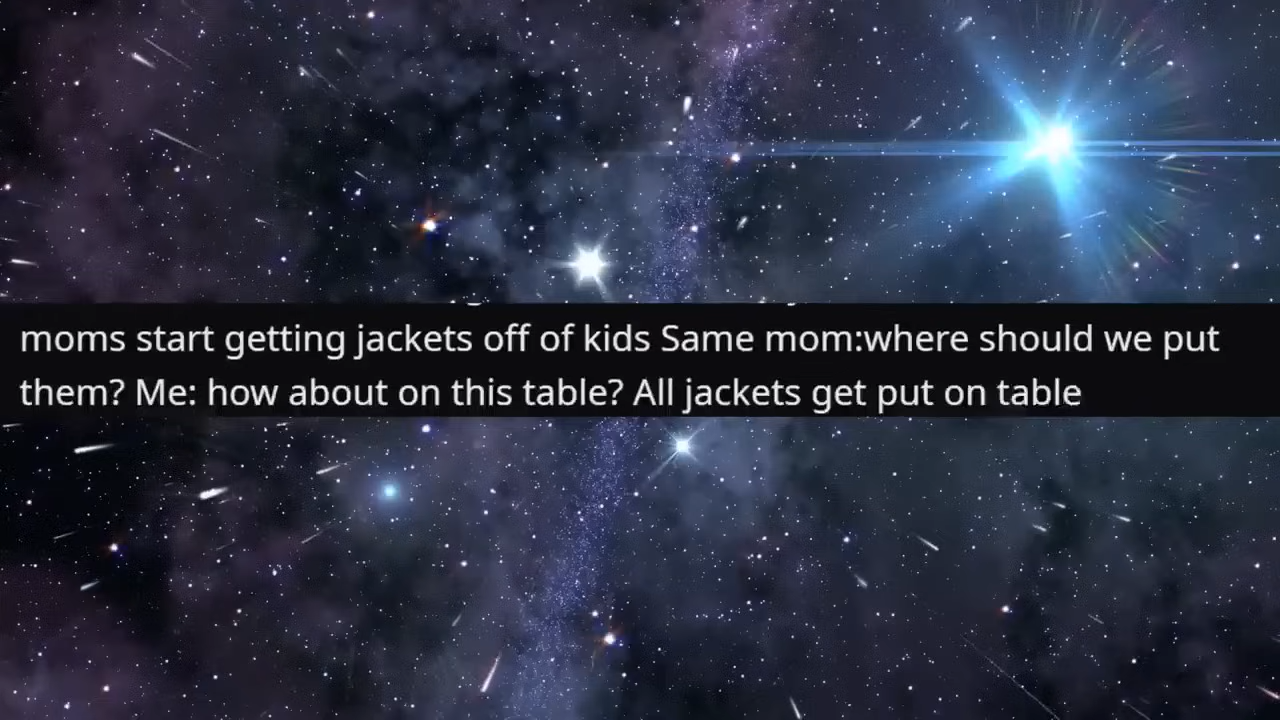 moms start getting jackets off of kids Same mom:where should we put
them? Me: how about on this table? All jackets get put on table